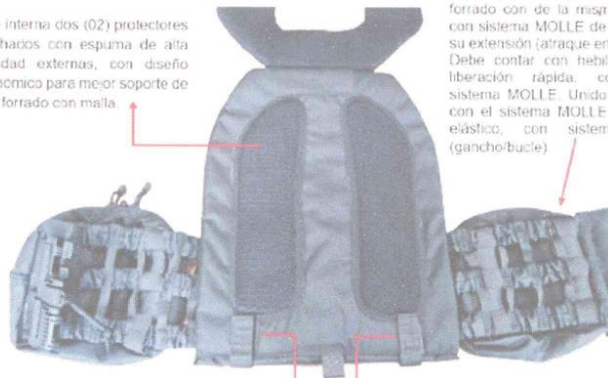 interna dos (02) protectores
hados con espuma de alta
dad externas, con diseño
nómico para mejor soporte de
forrado con malla.
forrado con de la mism
con sistema MOLLE de
su extensión (atraque en
Debe contar con hebil
liberación rápida, co
sistema MOLLE. Unido
con el sistema MOLLE
elástico, con sistem
(gancho/bucle)